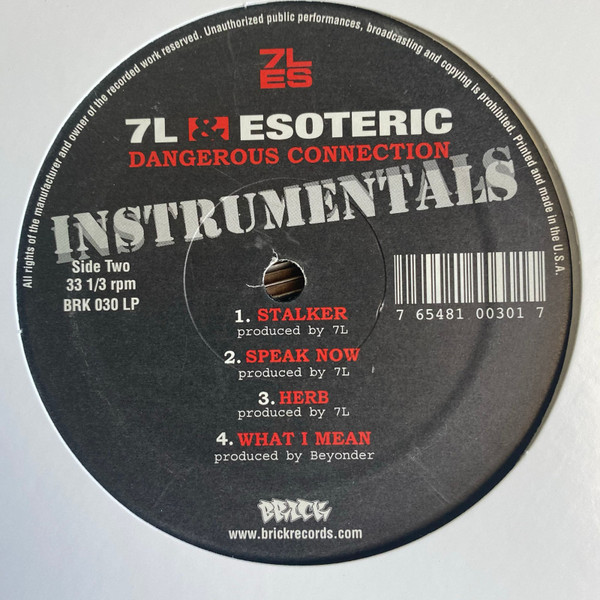 All rights of the manufacturer and owner of the recorded work reserved. Unauthorized public performances, broadcasting and copying is prohibited. Printed and made in the U.S.A.
7L
ES
7L & ESOTERIC
DANGEROUS CONNECTION
INSTRUMENTALS
Side Two
33 1/3 rpm
BRK 030 LP
7 65481 00301 7
1. STALKER
produced by 7L
2. SPEAK NOW
produced by 7L
3. HERB
produced by 7L
4. WHAT I MEAN
produced by Beyonder
BRICK
www.brickrecords.com